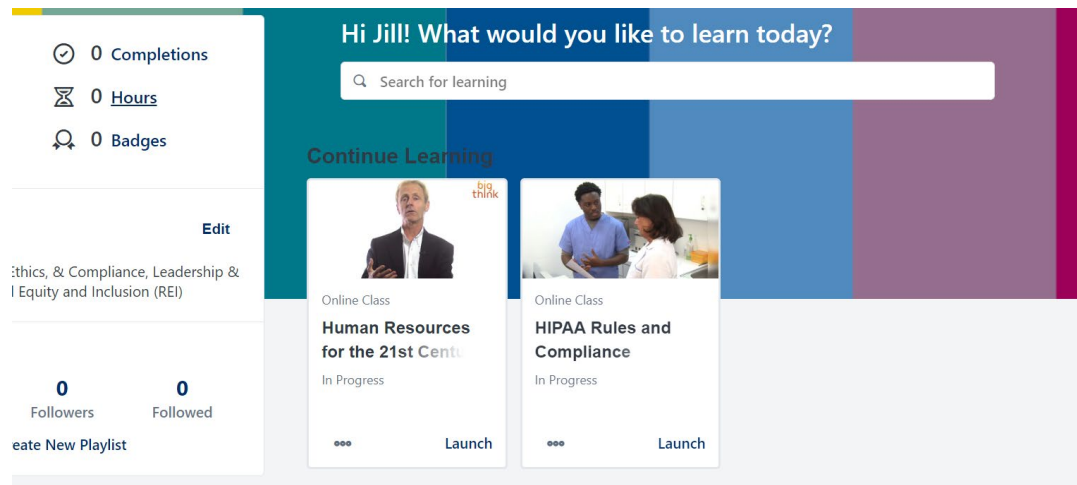 0 Completions
0 Hours
0 Badges
Edit
Ethics, & Compliance, Leadership &
Equity and Inclusion (REI)
0
Followers
0
Followed
eate New Playlist
Hi Jill! What would you like to learn today?
Search for learning
Continue Learning
big think
Online Class
Human Resources
for the 21st Centu
In Progress
Launch
Online Class
HIPAA Rules and
Compliance
In Progress
Launch